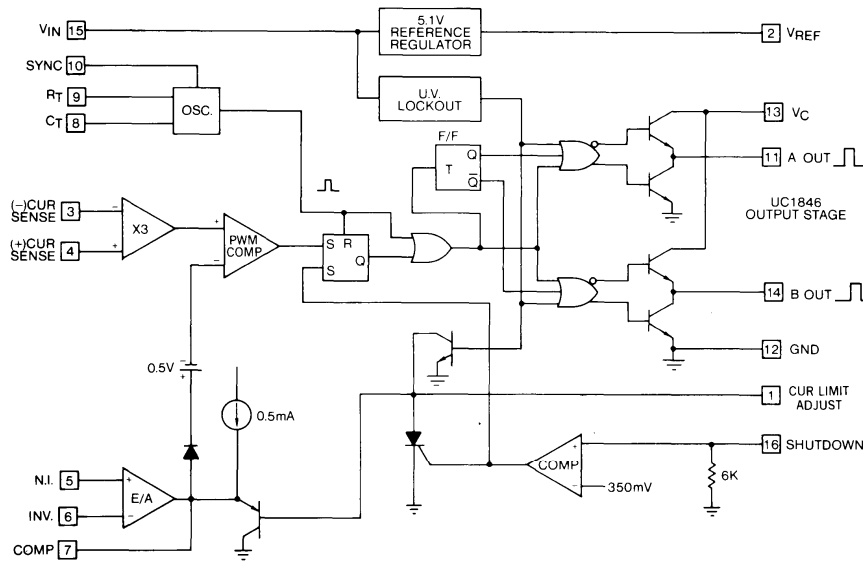 VIN 15
5.1V
REFERENCE
REGULATOR
2 VREF
SYNC 10
RT 9
CT 8
OSC.
U.V.
LOCKOUT
F/F
T
Q
Q̅
13 VC
11 A OUT
UC1846
OUTPUT STAGE
(–)CUR
SENSE 3
(+)CUR
SENSE 4
–
+
X3
+
–
PWM
COMP
S
R
Q
S
14 B OUT
12 GND
0.5V
–
+
0.5mA
1 CUR LIMIT
ADJUST
16 SHUTDOWN
COMP
+
–
350mV
6K
N.I. 5
INV. 6
+
–
E/A
COMP 7